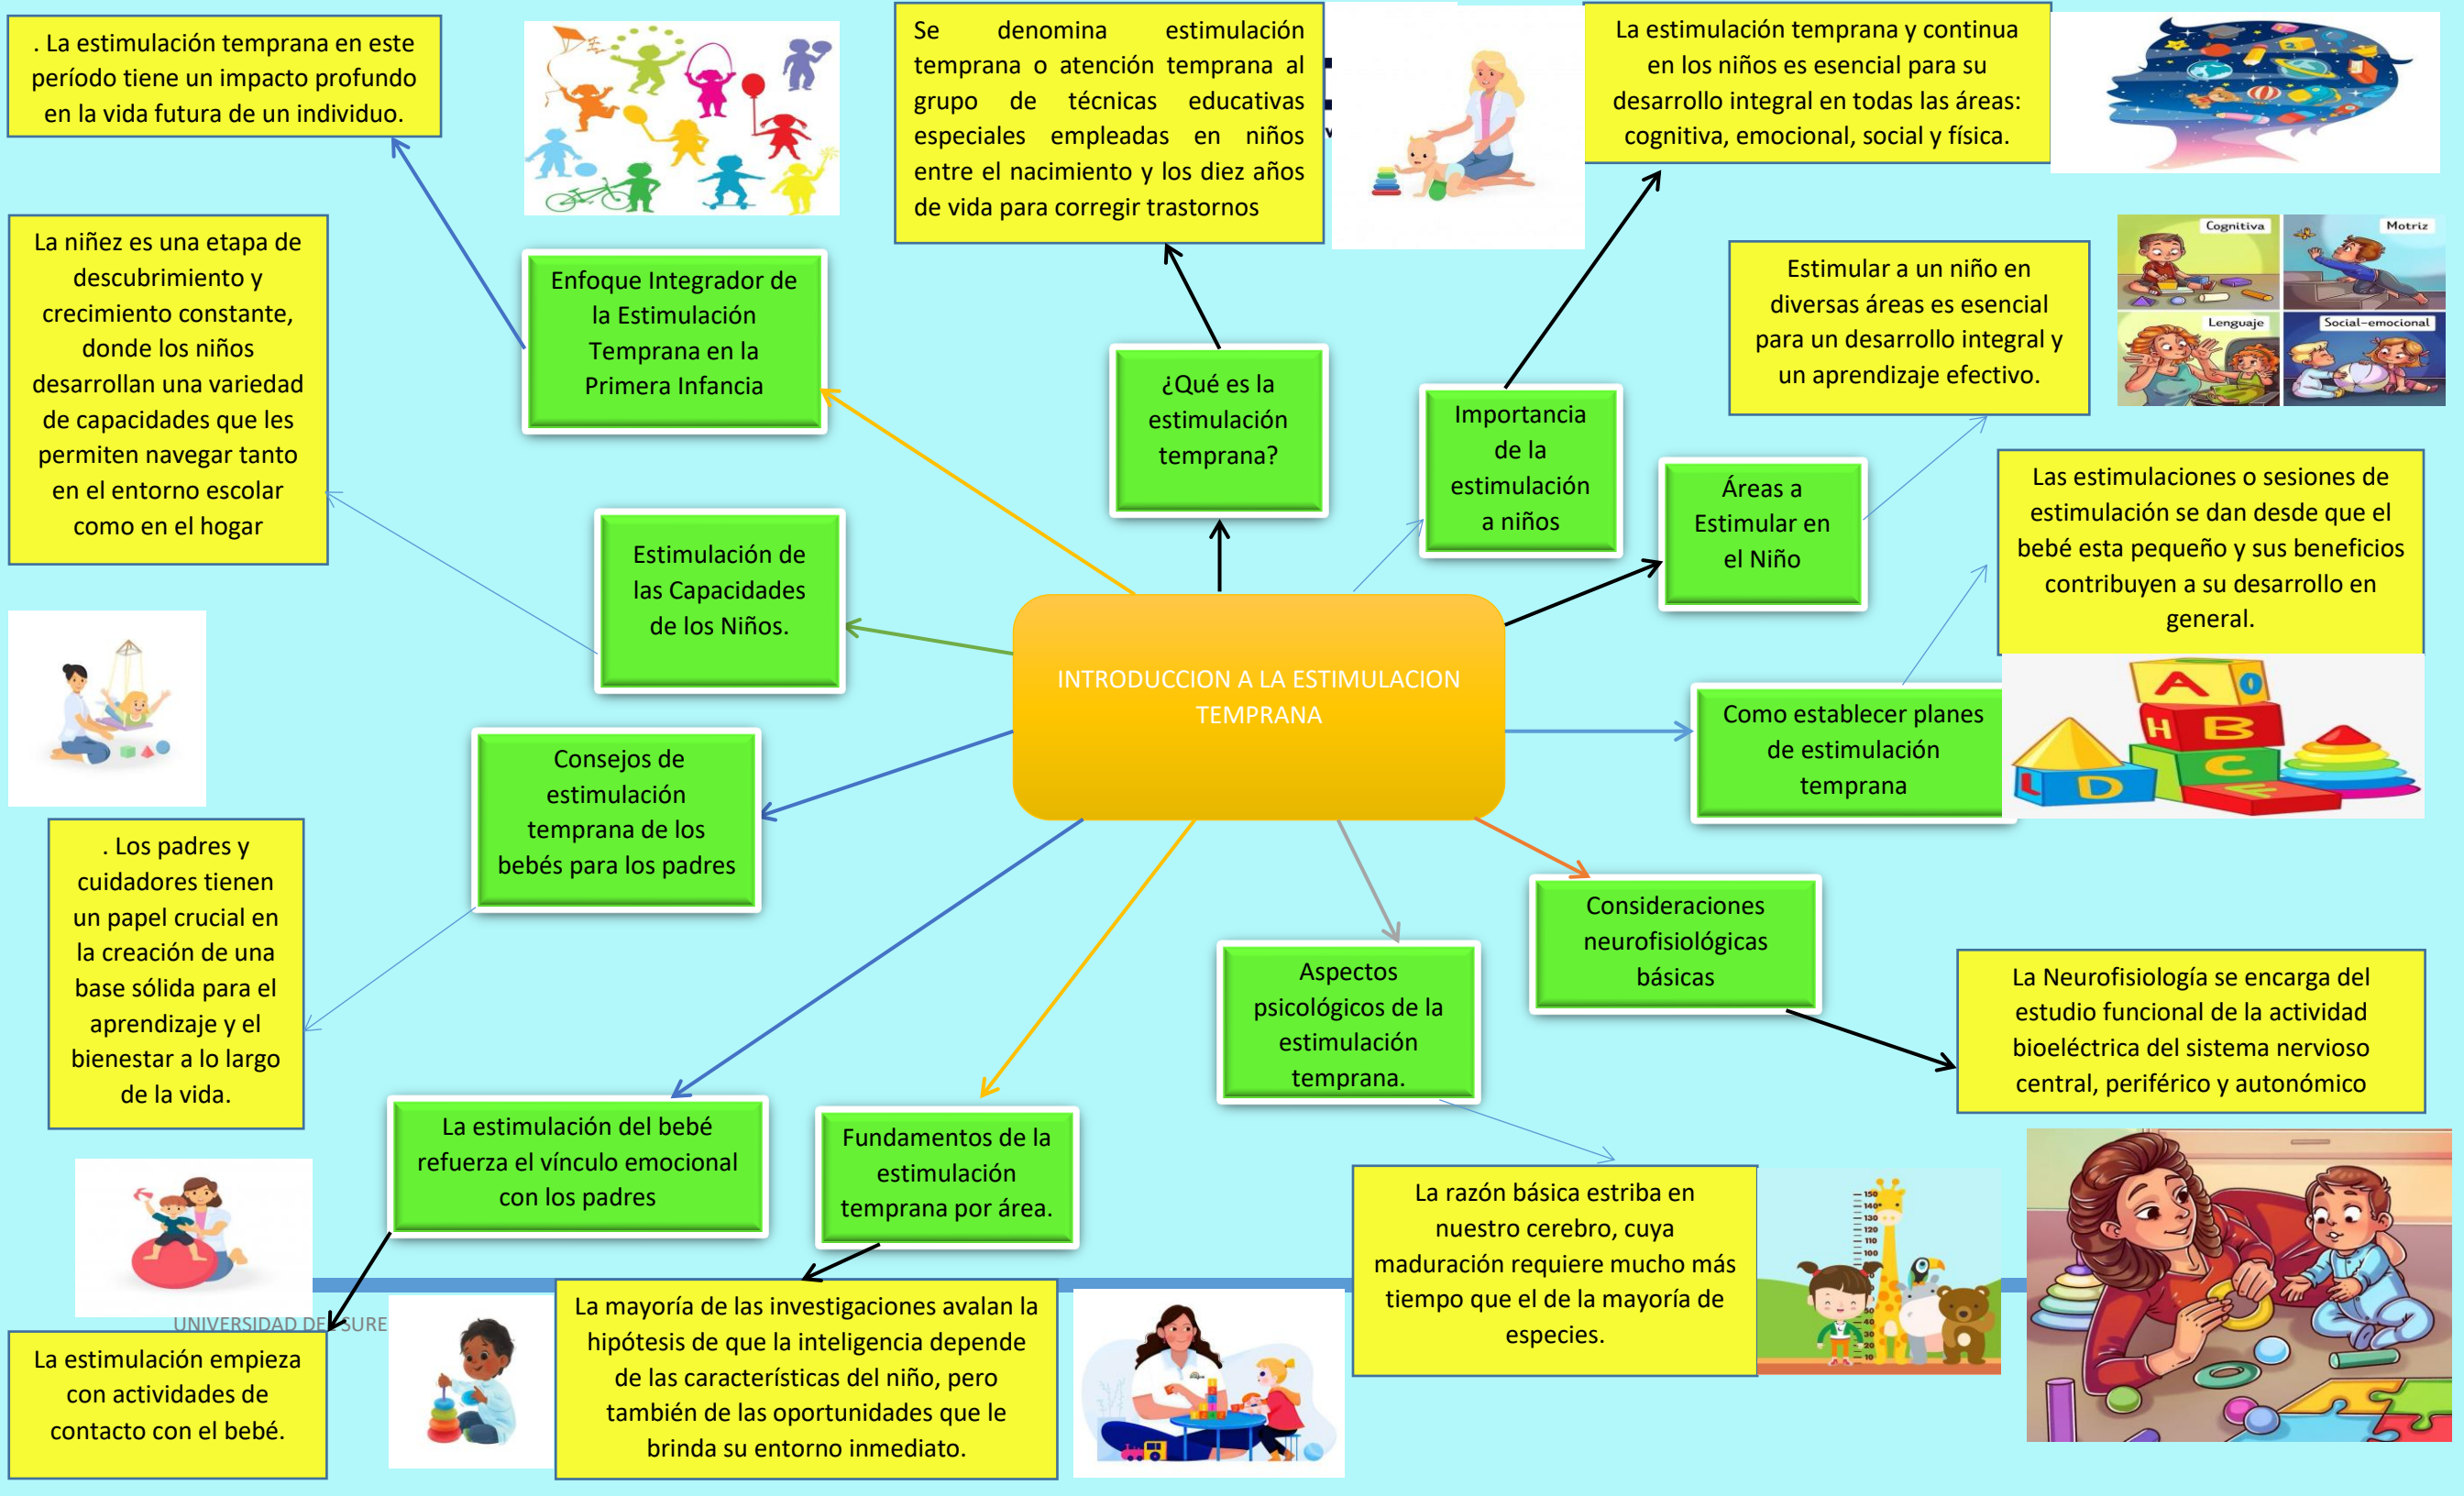 . La estimulación temprana en este
período tiene un impacto profundo
en la vida futura de un individuo.
Se denomina estimulación
temprana o atención temprana al
grupo de técnicas educativas
especiales empleadas en niños
entre el nacimiento y los diez años
de vida para corregir trastornos
La estimulación temprana y continua
en los niños es esencial para su
desarrollo integral en todas las áreas:
cognitiva, emocional, social y física.
La niñez es una etapa de
descubrimiento y
crecimiento constante,
donde los niños
desarrollan una variedad
de capacidades que les
permiten navegar tanto
en el entorno escolar
como en el hogar
Enfoque Integrador de
la Estimulación
Temprana en la
Primera Infancia
¿Qué es la
estimulación
temprana?
Importancia
de la
estimulación
a niños
Estimular a un niño en
diversas áreas es esencial
para un desarrollo integral y
un aprendizaje efectivo.
Cognitiva
Motriz
Lenguaje
Social-emocional
Áreas a
Estimular en
el Niño
Las estimulaciones o sesiones de
estimulación se dan desde que el
bebé esta pequeño y sus beneficios
contribuyen a su desarrollo en
general.
Estimulación de
las Capacidades
de los Niños.
INTRODUCCION A LA ESTIMULACION
TEMPRANA
Como establecer planes
de estimulación
temprana
A O
H B
L D C E
Consejos de
estimulación
temprana de los
bebés para los padres
. Los padres y
cuidadores tienen
un papel crucial en
la creación de una
base sólida para el
aprendizaje y el
bienestar a lo largo
de la vida.
Consideraciones
neurofisiológicas
básicas
Aspectos
psicológicos de la
estimulación
temprana.
La Neurofisiología se encarga del
estudio funcional de la actividad
bioeléctrica del sistema nervioso
central, periférico y autonómico
La estimulación del bebé
refuerza el vínculo emocional
con los padres
Fundamentos de la
estimulación
temprana por área.
La razón básica estriba en
nuestro cerebro, cuya
maduración requiere mucho más
tiempo que el de la mayoría de
especies.
150
140
130
120
110
100
50
40
30
20
10
UNIVERSIDAD DEL SURE
La estimulación empieza
con actividades de
contacto con el bebé.
La mayoría de las investigaciones avalan la
hipótesis de que la inteligencia depende
de las características del niño, pero
también de las oportunidades que le
brinda su entorno inmediato.